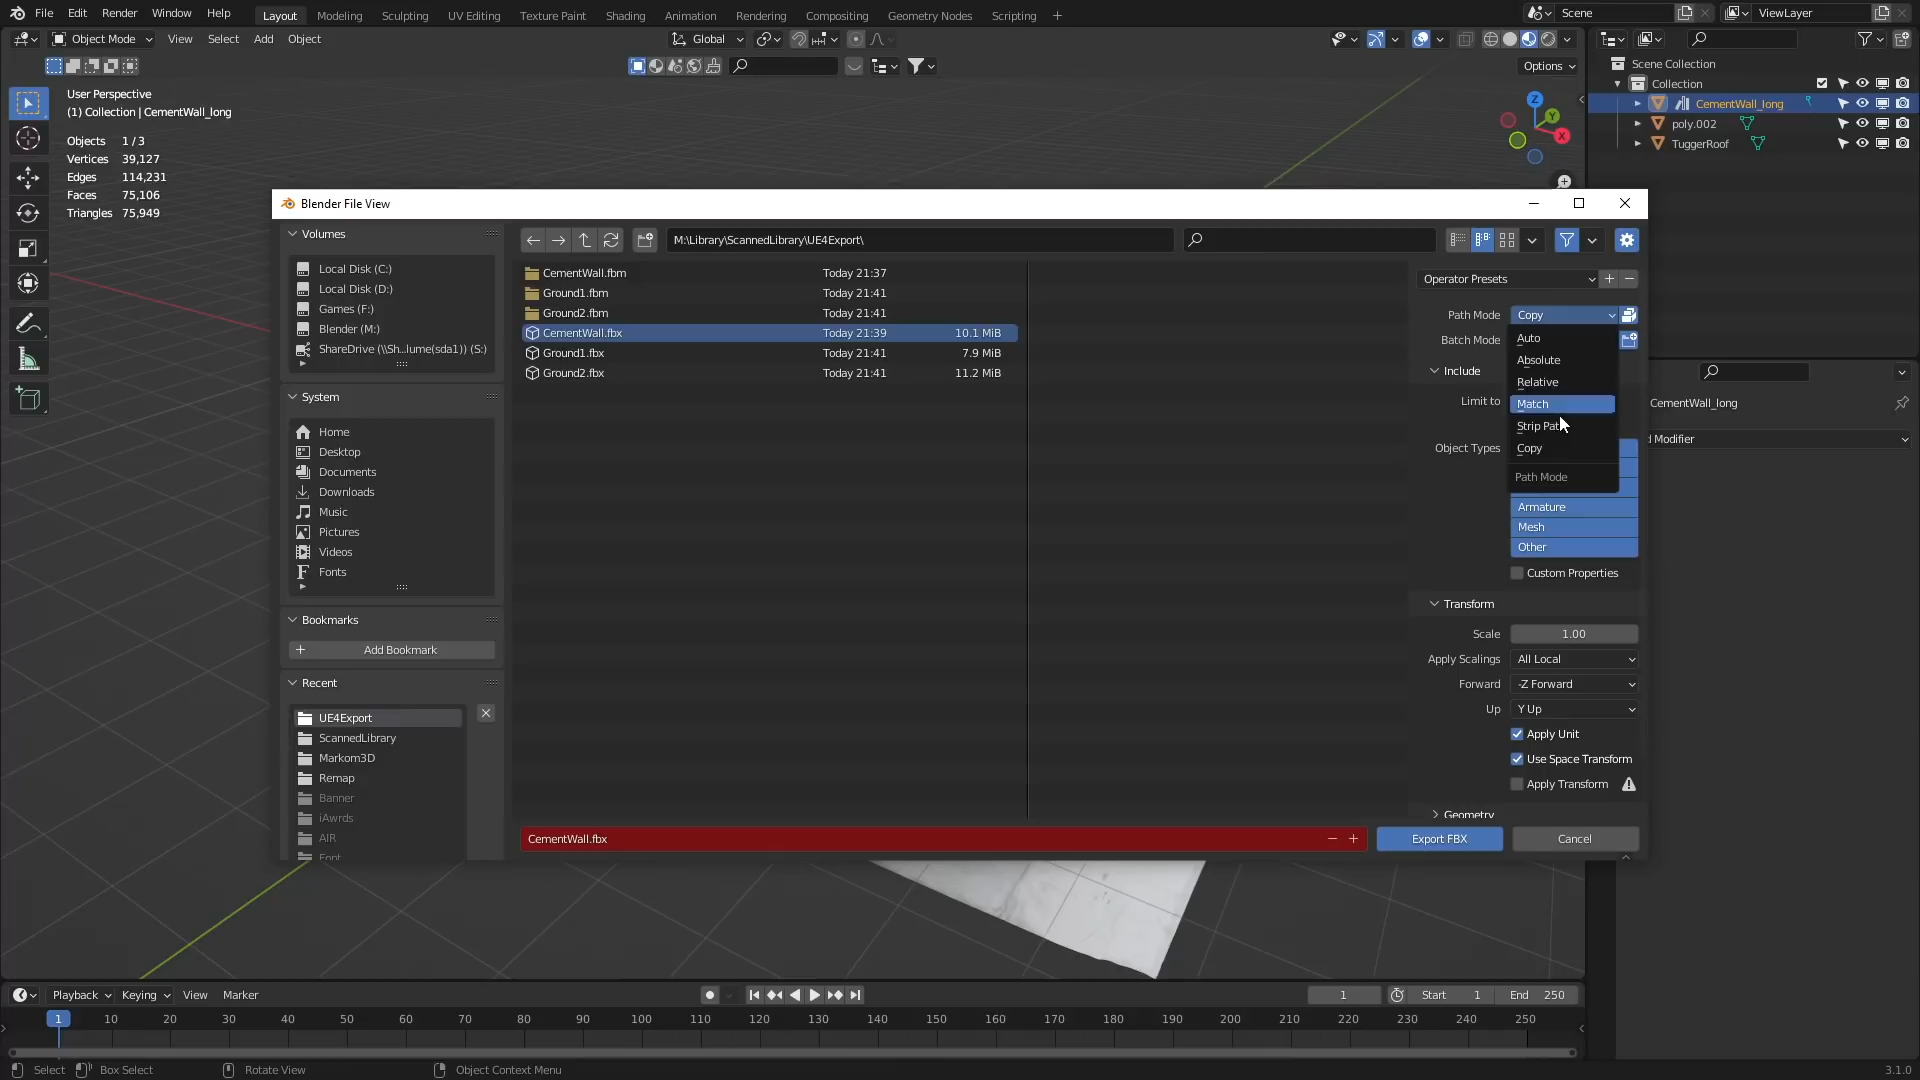 File Edit Render Window Help Layout Modeling Sculpting UV Editing Texture Paint Shading Animation Rendering Compositing Geometry Nodes Scripting + Scene ViewLayer
Object Mode View Select Add Object Global
Options
User Perspective
(1) Collection | CementWall_long
Objects 1 / 3
Vertices 39,127
Edges 114,231
Faces 75,106
Triangles 75,949
Z
Y
X
Scene Collection
Collection
CementWall_long
poly.002
TuggerRoof
Blender File View
Volumes
Local Disk (C:)
Local Disk (D:)
Games (F:)
Blender (M:)
ShareDrive (\\Sh...lume(sda1)) (S:)
System
Home
Desktop
Documents
Downloads
Music
Pictures
Videos
Fonts
Bookmarks
Add Bookmark
Recent
UE4Export
ScannedLibrary
Markom3D
Remap
Banner
iAwrds
AIR
Font
M:\Library\ScannedLibrary\UE4Export\
CementWall.fbm Today 21:37
Ground1.fbm Today 21:41
Ground2.fbm Today 21:41
CementWall.fbx Today 21:39 10.1 MiB
Ground1.fbx Today 21:41 7.9 MiB
Ground2.fbx Today 21:41 11.2 MiB
Operator Presets
Path Mode Copy
Batch Mode
Auto
Absolute
Relative
Match
Strip Pat
Copy
Path Mode
Include
Limit to
Object Types
Armature
Mesh
Other
Custom Properties
Transform
Scale 1.00
Apply Scalings All Local
Forward -Z Forward
Up Y Up
Apply Unit
Use Space Transform
Apply Transform
Geometry
CementWall.fbx
Export FBX Cancel
CementWall_long
d Modifier
Playback Keying View Marker 1 Start 1 End 250
1 10 20 30 40 50 60 70 80 90 100 110 120 130 140 150 160 170 180 190 200 210 220 230 240 250
Select Box Select Rotate View Object Context Menu 3.1.0